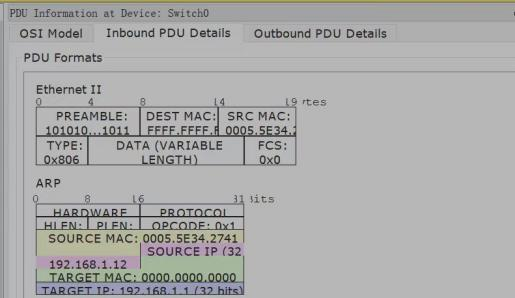 PDU Information at Device: Switch0
OSI Model Inbound PDU Details Outbound PDU Details
PDU Formats
Ethernet II
0 4 8 14 19
PREAMBLE: DEST MAC: SRC MAC:
101010...1011 FFFF.FFFF.F 0005.5E34.2
TYPE: DATA (VARIABLE FCS:
0x806 LENGTH) 0x0
ARP
0 8 16 31 Bits
HARDWARE PROTOCOL
HLEN: PLEN: OPCODE: 0x1
SOURCE MAC: 0005.5E34.2741
SOURCE IP (32
192.168.1.12
TARGET MAC: 0000.0000.0000
TARGET IP: 192.168.1.1 (32 bits)